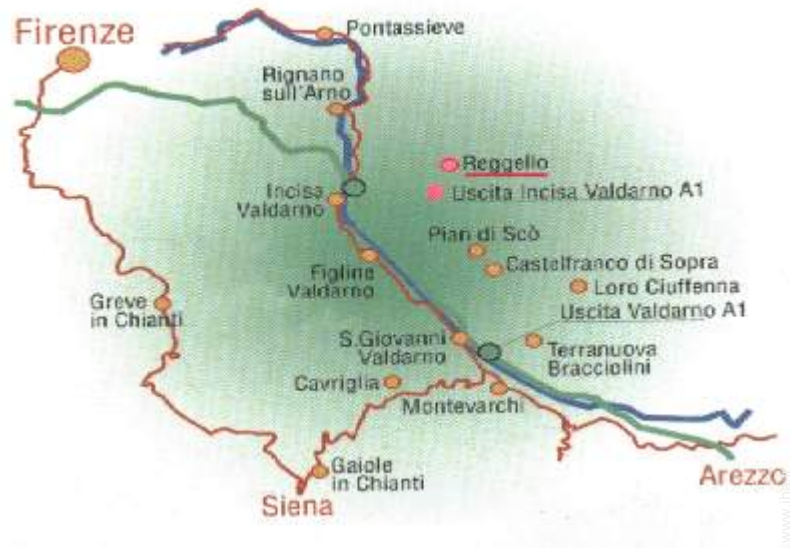 Firenze
Pontassieve
Rignano
sull'Arno
Reggello
Incisa
Valdarno
Uscita Incisa Valdarno A1
Pian di Scò
Castelfranco di Sopra
Figline
Valdarno
Loro Ciuffenna
Greve
in Chianti
Uscita Valdarno A1
S.Giovanni
Valdarno
Terranuova
Bracciolini
Cavriglia
Montevarchi
Gaiole
in Chianti
Arezzo
Siena